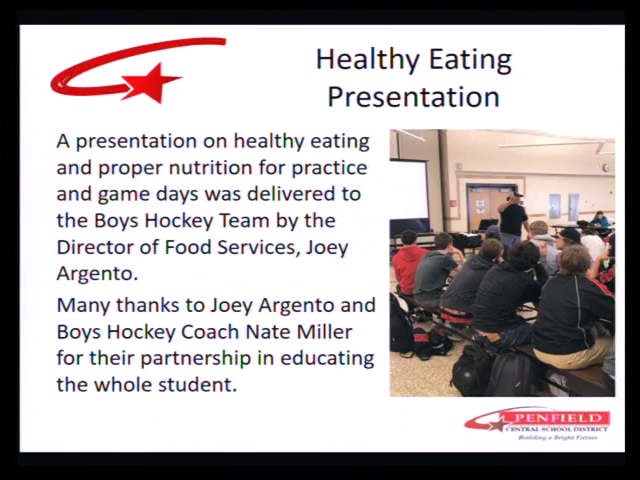 Healthy Eating
Presentation
A presentation on healthy eating
and proper nutrition for practice
and game days was delivered to
the Boys Hockey Team by the
Director of Food Services, Joey
Argento.
Many thanks to Joey Argento and
Boys Hockey Coach Nate Miller
for their partnership in educating
the whole student.
PENFIELD
CENTRAL SCHOOL DISTRICT
Building a Bright Future